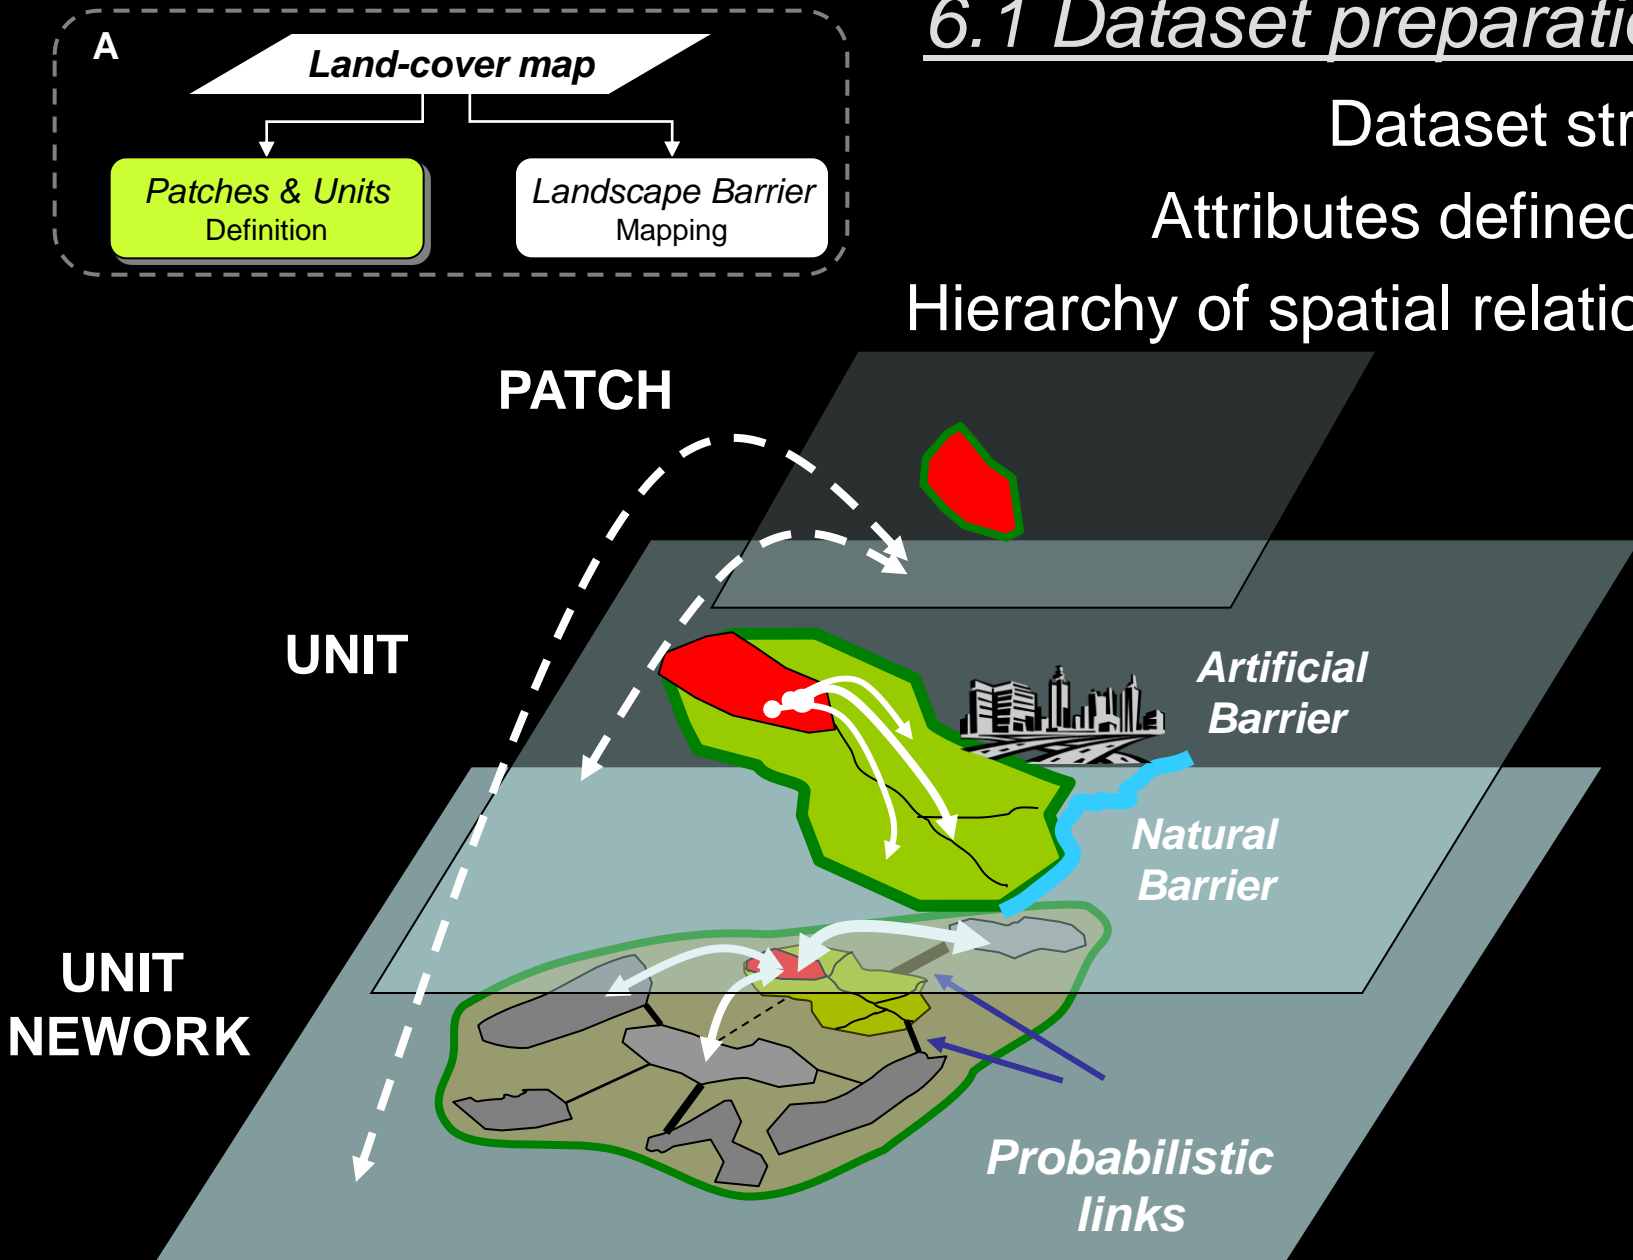 A
Land-cover map
Patches & Units
Definition
Landscape Barrier
Mapping
6.1 Dataset preparatio
Dataset str
Attributes defined
Hierarchy of spatial relatio
PATCH
UNIT
Artificial
Barrier
Natural
Barrier
UNIT
NEWORK
Probabilistic
links